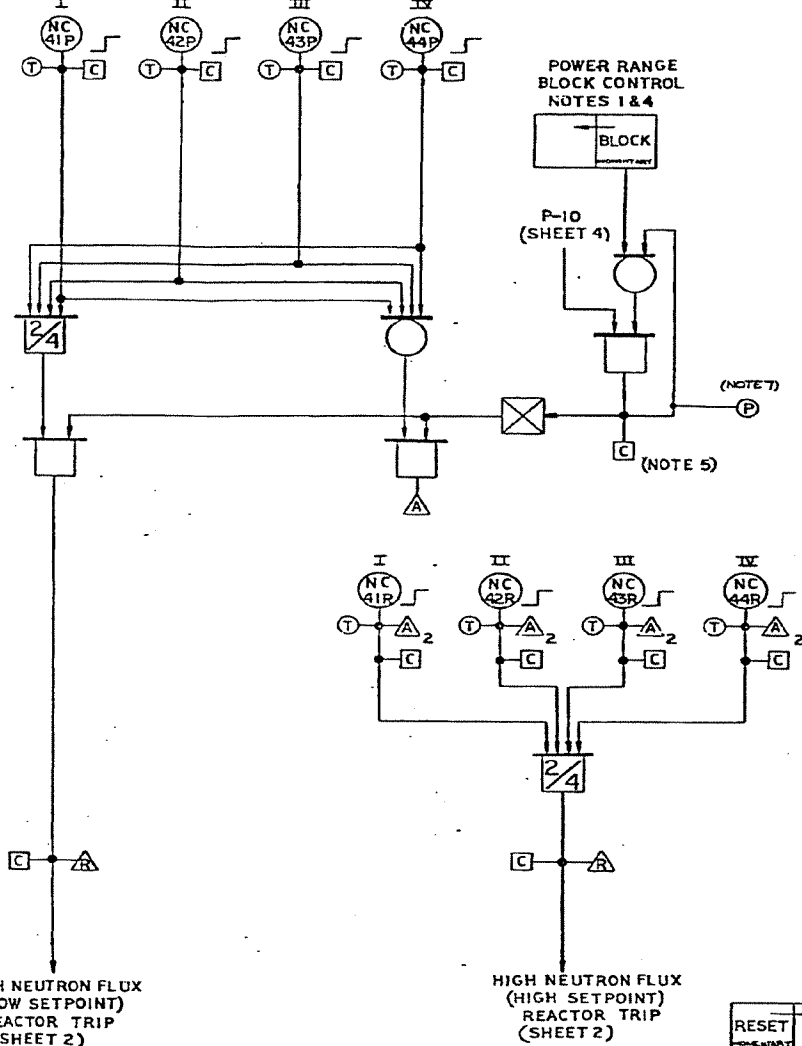 I II III IV
NC 41P
NC 42P
NC 43P
NC 44P
T C T C T C T C
POWER RANGE
BLOCK CONTROL
NOTES 1&4
BLOCK
P-10
(SHEET 4)
2/4
(NOTE 7)
P
C
(NOTE 5)
A
I II III IV
NC 41R
NC 42R
NC 43R
NC 44R
T A 2 T A 2 T A 2 T A 2
C C C C
2/4
C R
C R
H NEUTRON FLUX
OW SETPOINT)
EACTOR TRIP
SHEET 2)
HIGH NEUTRON FLUX
(HIGH SETPOINT)
REACTOR TRIP
(SHEET 2)
RESET